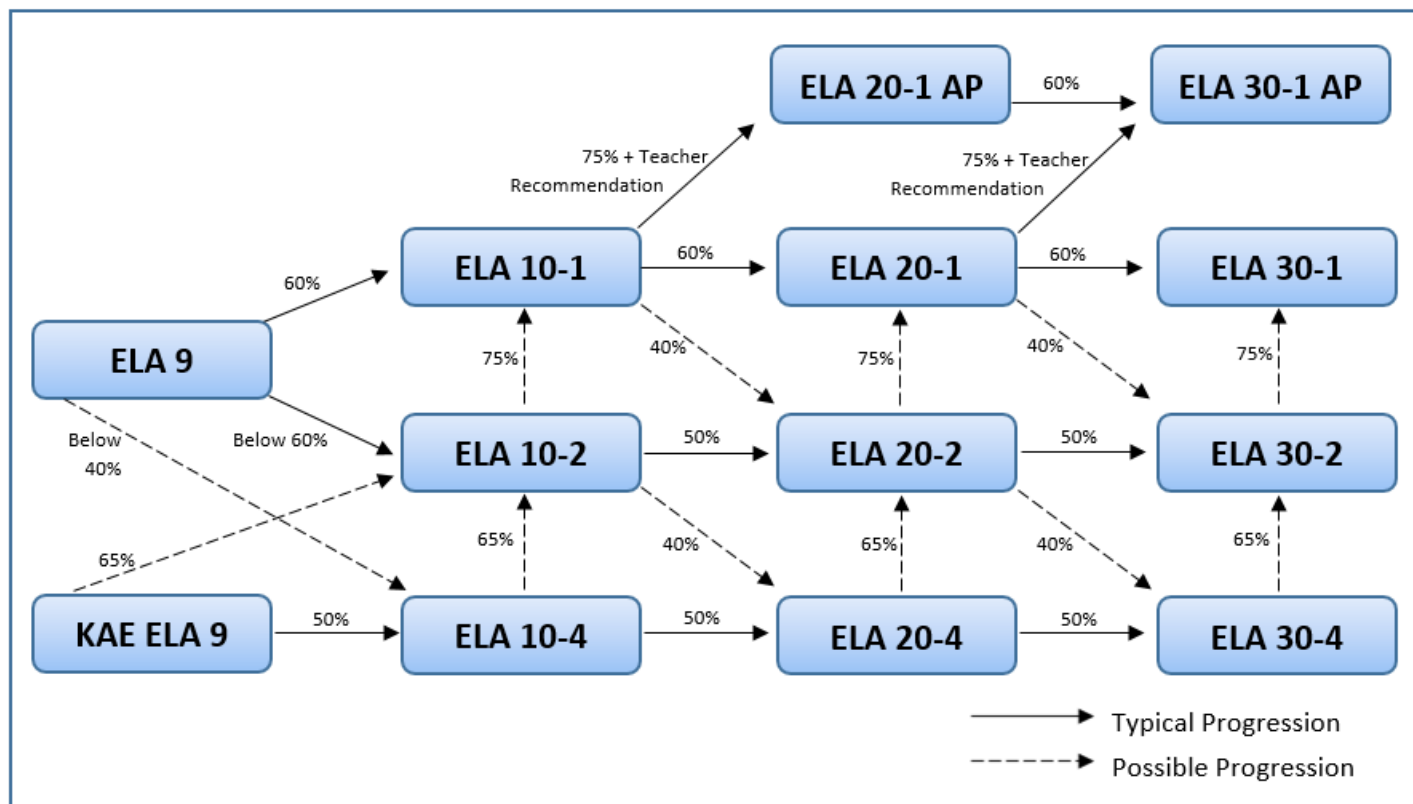 ELA 20-1 AP
60%
ELA 30-1 AP
75% + Teacher
Recommendation
75% + Teacher
Recommendation
60%
ELA 10-1
60%
ELA 20-1
60%
ELA 30-1
ELA 9
75%
40%
75%
40%
75%
Below
40%
Below 60%
ELA 10-2
50%
ELA 20-2
50%
ELA 30-2
65%
65%
40%
65%
40%
65%
KAE ELA 9
50%
ELA 10-4
50%
ELA 20-4
50%
ELA 30-4
Typical Progression
Possible Progression